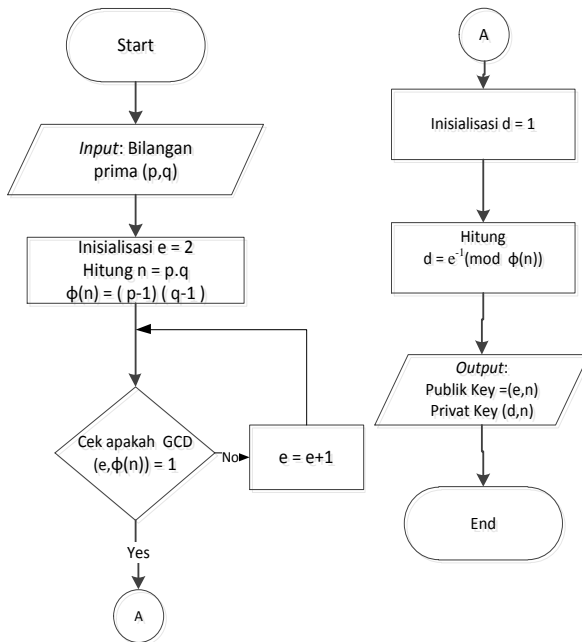 Start
Input: Bilangan
prima (p,q)
Inisialisasi e = 2
Hitung n = p.q
ϕ(n) = ( p-1) ( q-1 )
Cek apakah GCD
(e,ϕ(n)) = 1
No
e = e+1
Yes
A
A
Inisialisasi d = 1
Hitung
d = e⁻¹(mod ϕ(n))
Output:
Publik Key =(e,n)
Privat Key (d,n)
End